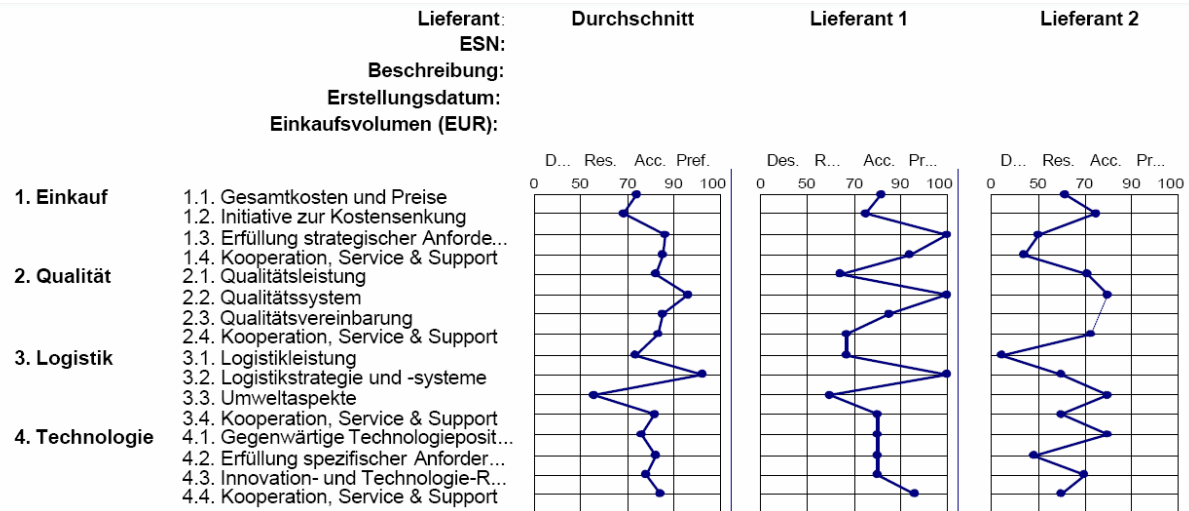 Lieferant: Durchschnitt Lieferant 1 Lieferant 2
ESN:
Beschreibung:
Erstellungsdatum:
Einkaufsvolumen (EUR):
D... Res. Acc. Pref. Des. R... Acc. Pr... D... Res. Acc. Pr...
0 50 70 90 100 0 50 70 90 100 0 50 70 90 100
1. Einkauf 1.1. Gesamtkosten und Preise
1.2. Initiative zur Kostensenkung
1.3. Erfüllung strategischer Anforde...
1.4. Kooperation, Service & Support
2. Qualität 2.1. Qualitätsleistung
2.2. Qualitätssystem
2.3. Qualitätsvereinbarung
2.4. Kooperation, Service & Support
3. Logistik 3.1. Logistikleistung
3.2. Logistikstrategie und -systeme
3.3. Umweltaspekte
3.4. Kooperation, Service & Support
4. Technologie 4.1. Gegenwärtige Technologieposit...
4.2. Erfüllung spezifischer Anforder...
4.3. Innovation- und Technologie-R...
4.4. Kooperation, Service & Support